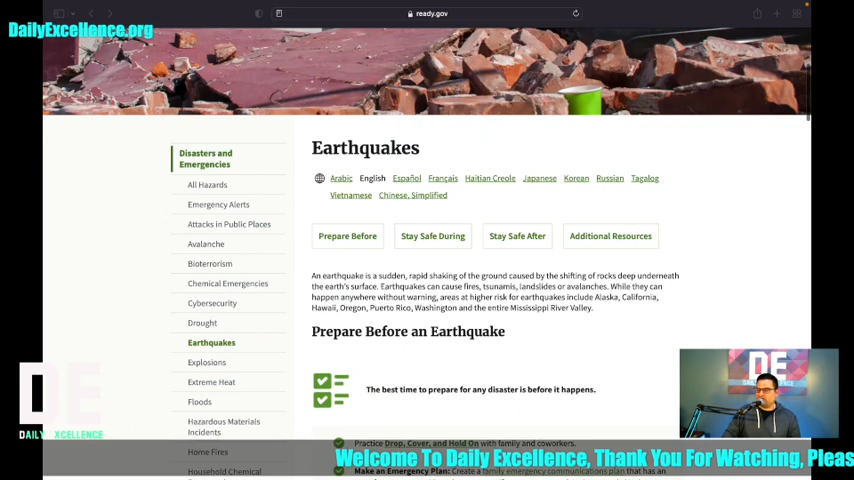 ready.gov
DailyExcellence.org
Earthquakes
Disasters and
Emergencies
All Hazards
Emergency Alerts
Attacks in Public Places
Avalanche
Bioterrorism
Chemical Emergencies
Cybersecurity
Drought
Earthquakes
Explosions
Extreme Heat
Floods
Hazardous Materials
Incidents
Home Fires
Household Chemical
Arabic English Español Français Haitian Creole Japanese Korean Russian Tagalog
Vietnamese Chinese, Simplified
Prepare Before Stay Safe During Stay Safe After Additional Resources
An earthquake is a sudden, rapid shaking of the ground caused by the shifting of rocks deep underneath
the earth's surface. Earthquakes can cause fires, tsunamis, landslides or avalanches. While they can
happen anywhere without warning, areas at higher risk for earthquakes include Alaska, California,
Hawaii, Oregon, Puerto Rico, Washington and the entire Mississippi River Valley.
Prepare Before an Earthquake
The best time to prepare for any disaster is before it happens.
Practice Drop, Cover, and Hold On with family and coworkers.
Make an Emergency Plan: Create a family emergency communications plan that has an
DE
DAILY EXCELLENCE
DE
DAILY EXCELLENCE
Welcome To Daily Excellence, Thank You For Watching, Pleas